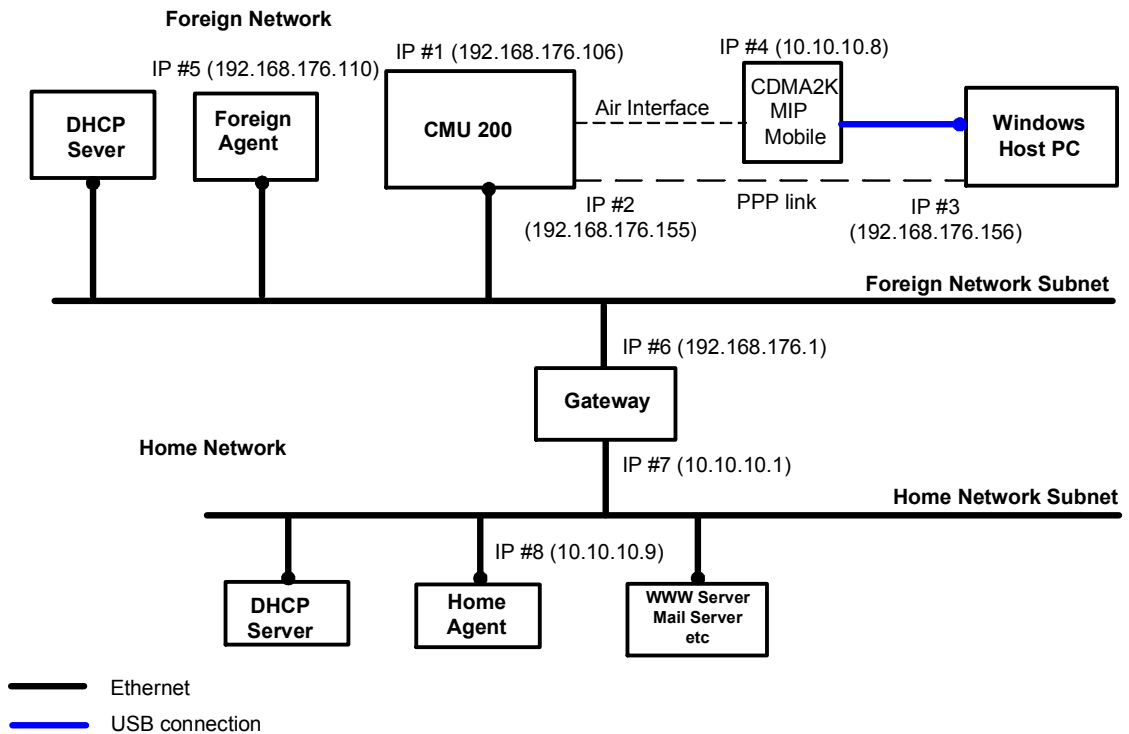 Foreign Network
IP #5 (192.168.176.110)
IP #1 (192.168.176.106)
IP #4 (10.10.10.8)
DHCP
Sever
Foreign
Agent
CMU 200
Air Interface
CDMA2K
MIP
Mobile
Windows
Host PC
IP #2
(192.168.176.155)
PPP link
IP #3
(192.168.176.156)
Foreign Network Subnet
IP #6 (192.168.176.1)
Gateway
Home Network
IP #7 (10.10.10.1)
Home Network Subnet
IP #8 (10.10.10.9)
DHCP
Server
Home
Agent
WWW Server
Mail Server
etc
Ethernet
USB connection